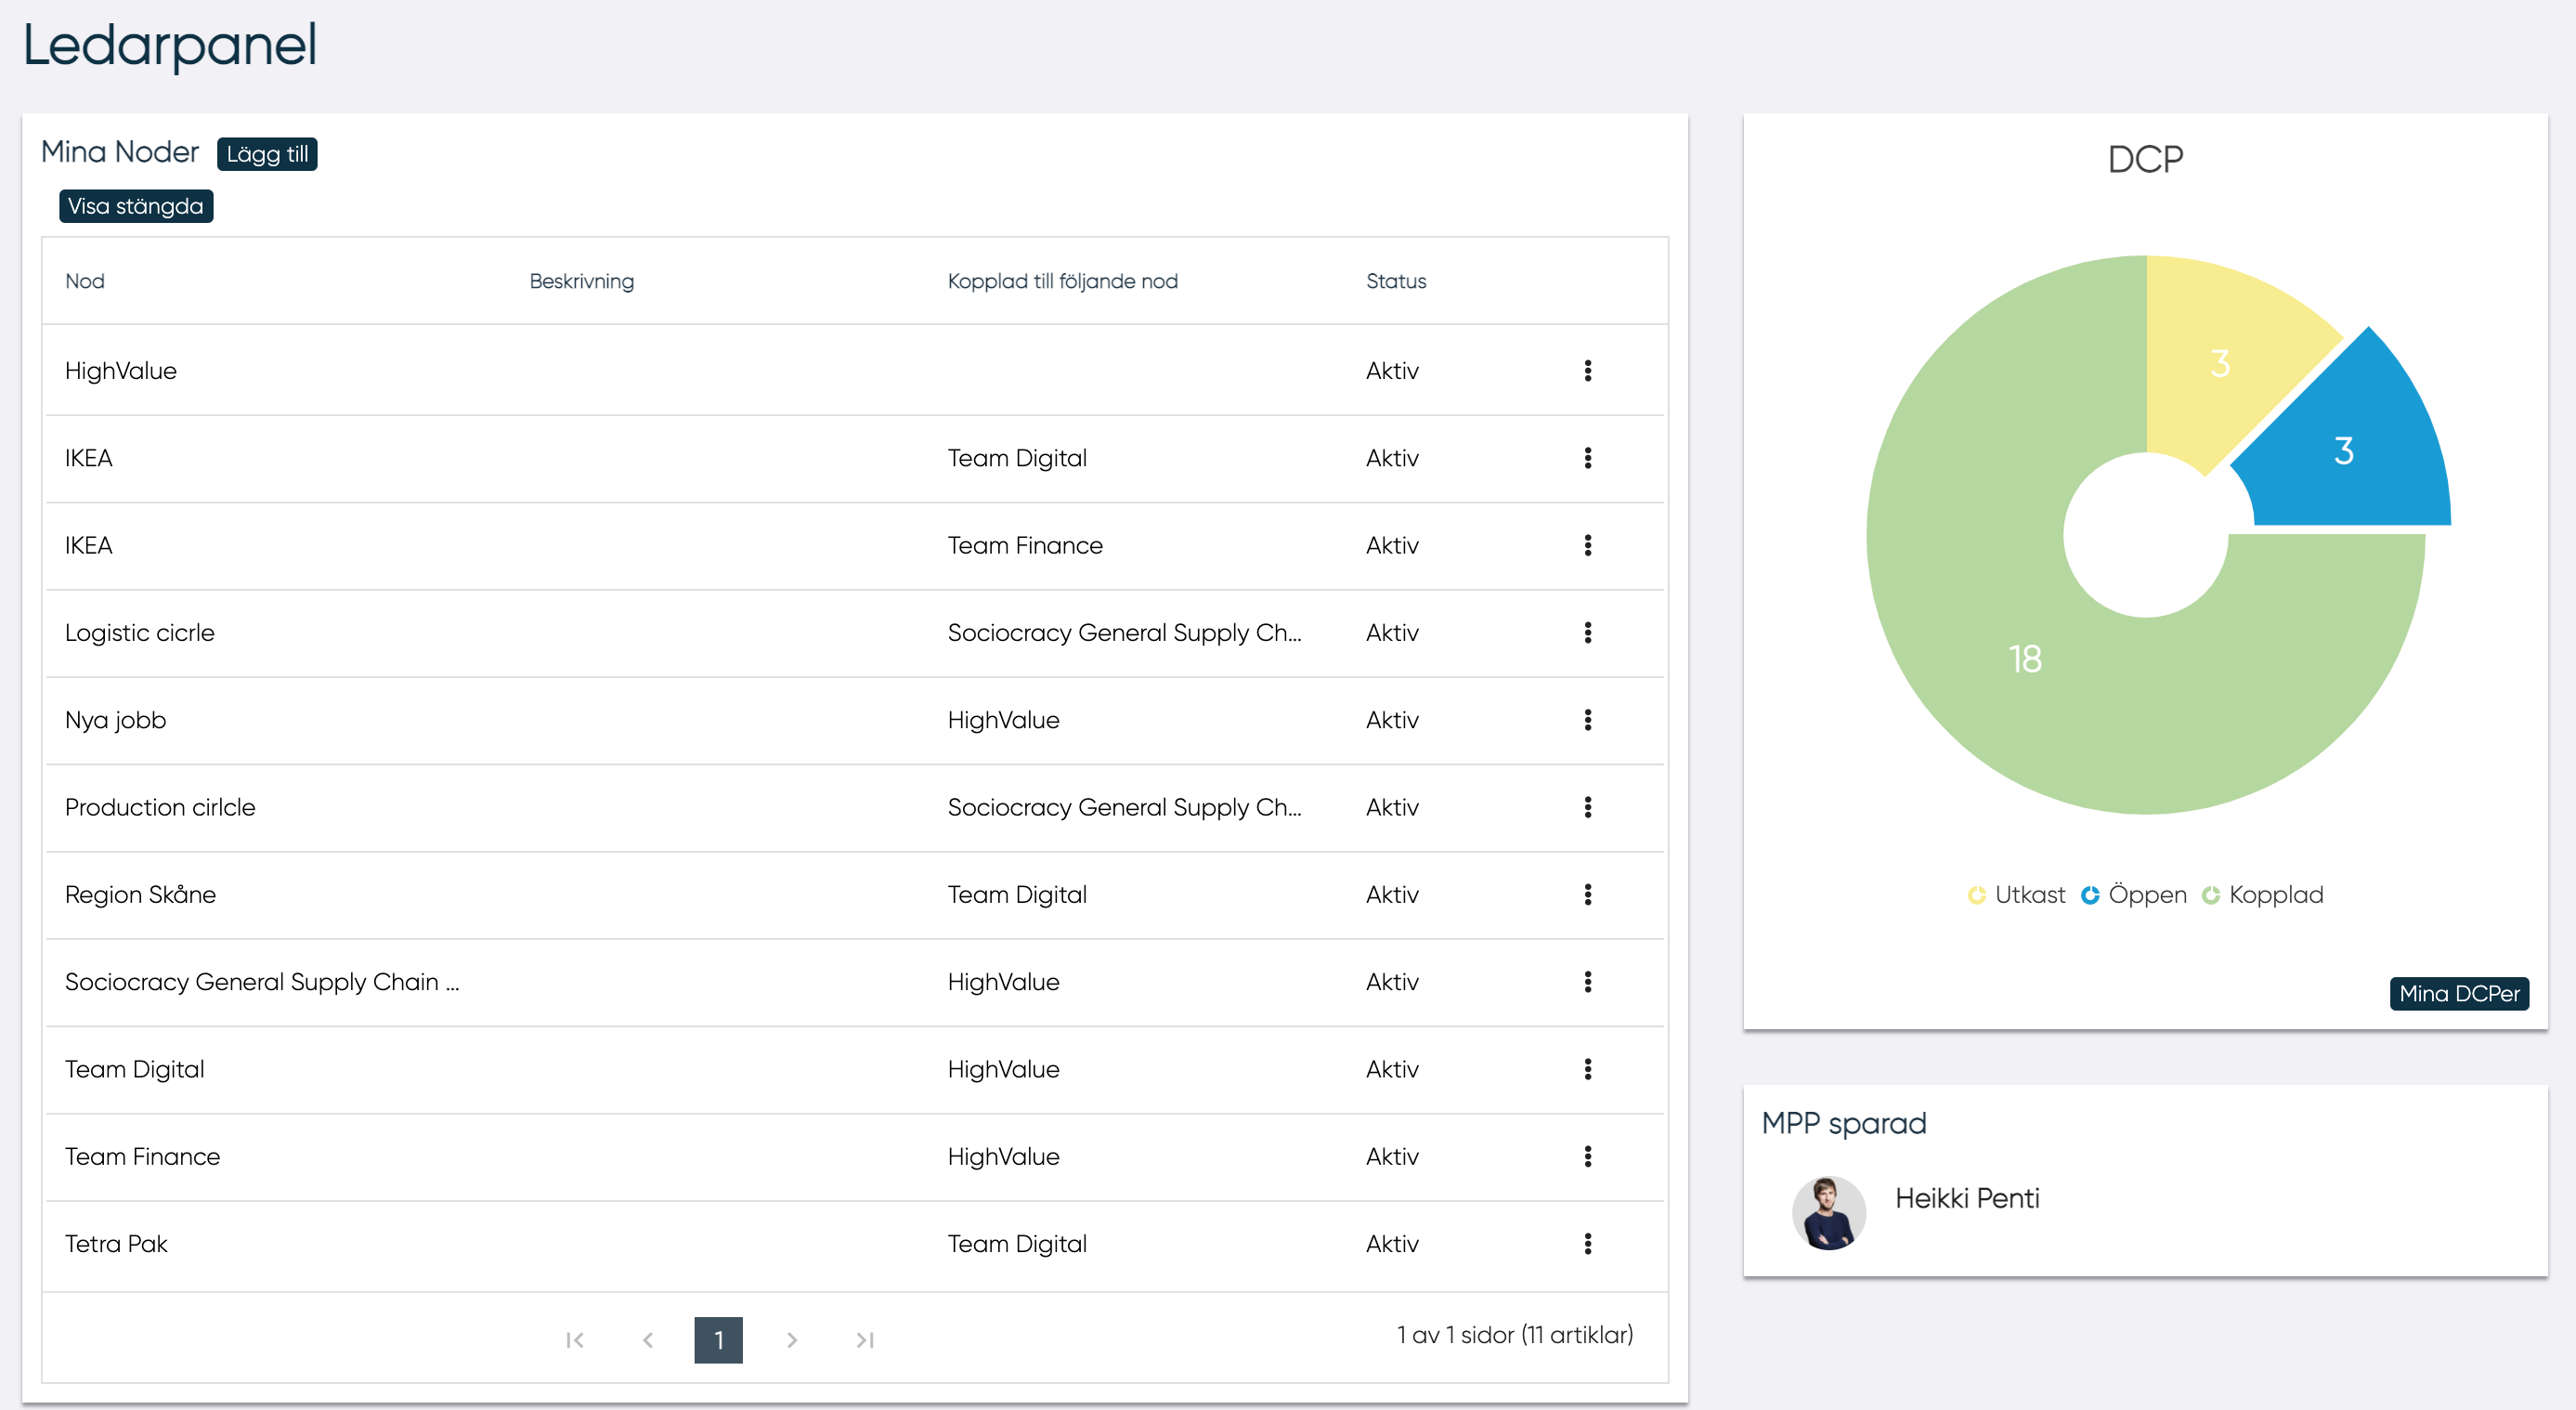 Ledarpanel
Mina Noder Lägg till
Visa stängda
Nod Beskrivning Kopplad till följande nod Status
HighValue Aktiv
IKEA Team Digital Aktiv
IKEA Team Finance Aktiv
Logistic cicrle Sociocracy General Supply Ch... Aktiv
Nya jobb HighValue Aktiv
Production cirlcle Sociocracy General Supply Ch... Aktiv
Region Skåne Team Digital Aktiv
Sociocracy General Supply Chain ... HighValue Aktiv
Team Digital HighValue Aktiv
Team Finance HighValue Aktiv
Tetra Pak Team Digital Aktiv
1 1 av 1 sidor (11 artiklar)
DCP
3
3
18
Utkast Öppen Kopplad
Mina DCPer
MPP sparad
Heikki Penti